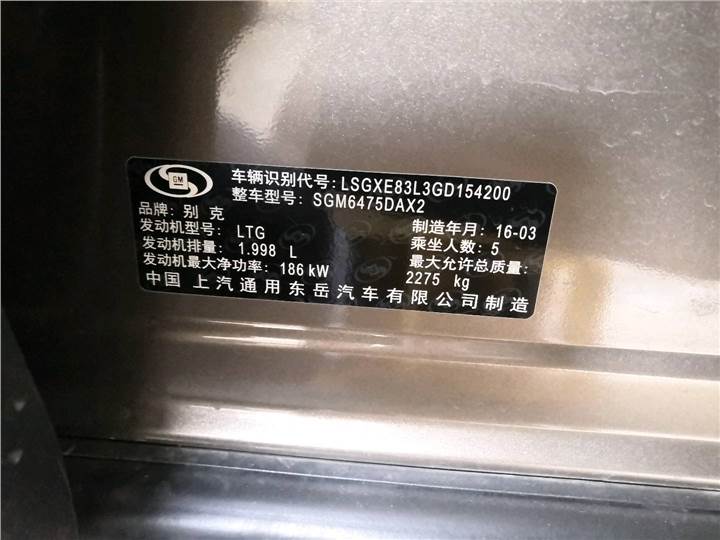 GM
车辆识别代号: LSGXE83L3GD154200
整车型号: SGM6475DAX2
品牌: 别 克 制造年月: 16-03
发动机型号: LTG 乘坐人数: 5
发动机排量: 1.998 L 最大允许总质量:
发动机最大净功率: 186 kW 2275 kg
中国 上汽通用东岳汽车有限公司制造